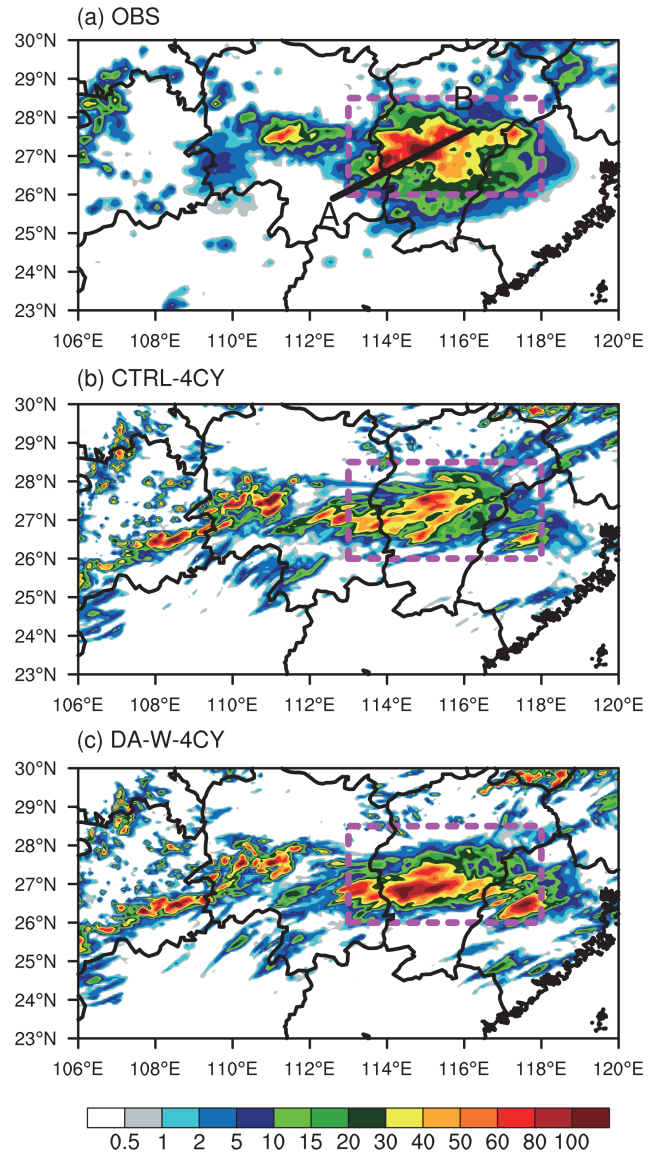 (a) OBS
30°N
29°N
28°N
27°N
26°N
25°N
24°N
23°N
B
A
106°E 108°E 110°E 112°E 114°E 116°E 118°E 120°E
(b) CTRL-4CY
30°N
29°N
28°N
27°N
26°N
25°N
24°N
23°N
106°E 108°E 110°E 112°E 114°E 116°E 118°E 120°E
(c) DA-W-4CY
30°N
29°N
28°N
27°N
26°N
25°N
24°N
23°N
106°E 108°E 110°E 112°E 114°E 116°E 118°E 120°E
0.5 1 2 5 10 15 20 30 40 50 60 80 100